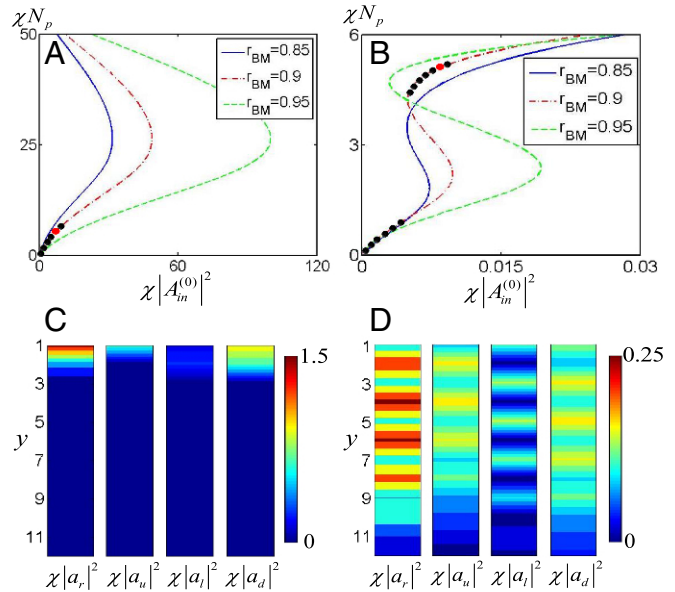 χN_p
50
25
0
A
r_BM=0.85
r_BM=0.9
r_BM=0.95
0
60
120
χ|A_in^(0)|^2
χN_p
6
3
0
B
r_BM=0.85
r_BM=0.9
r_BM=0.95
0
0.015
0.03
χ|A_in^(0)|^2
C
1
3
5
y
7
9
11
1.5
0
χ|a_r|^2 χ|a_u|^2 χ|a_l|^2 χ|a_d|^2
D
1
3
5
y
7
9
11
0.25
0
χ|a_r|^2 χ|a_u|^2 χ|a_l|^2 χ|a_d|^2